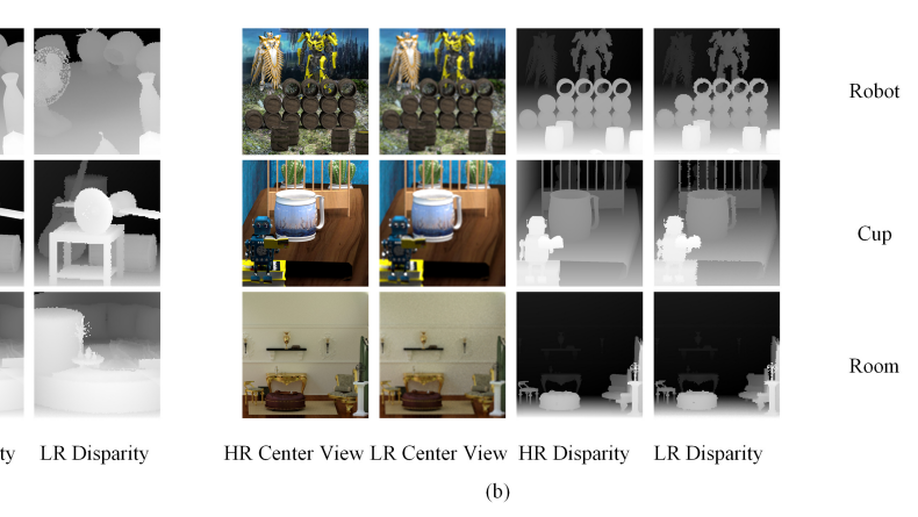 Robot
Cup
Room
ty LR Disparity HR Center View LR Center View HR Disparity LR Disparity
(b)